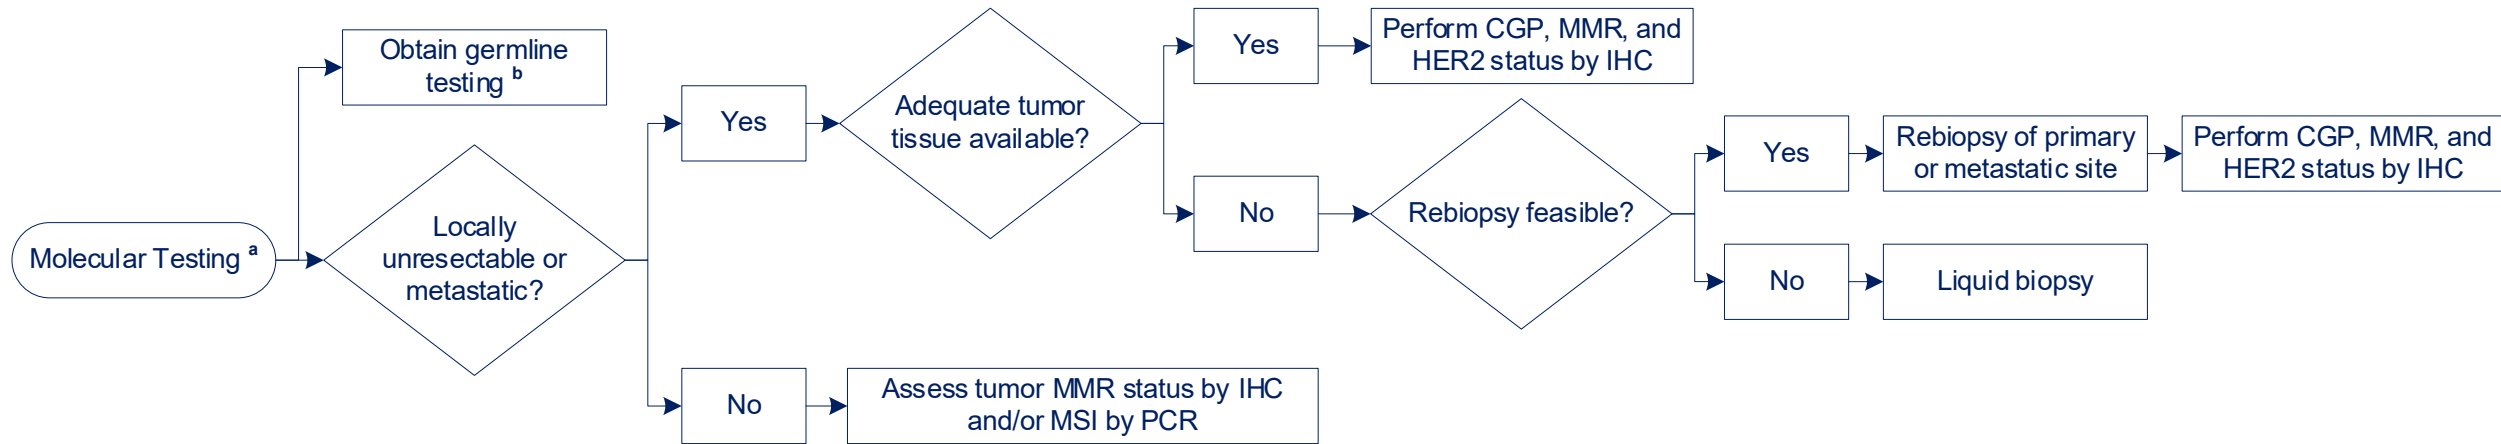 Molecular Testing a
Obtain germline
testing b
Locally
unresectable or
metastatic?
Yes
Adequate tumor
tissue available?
Yes
Perform CGP, MMR, and
HER2 status by IHC
No
Rebiopsy feasible?
Yes
Rebiopsy of primary
or metastatic site
Perform CGP, MMR, and
HER2 status by IHC
No
Liquid biopsy
No
Assess tumor MMR status by IHC
and/or MSI by PCR